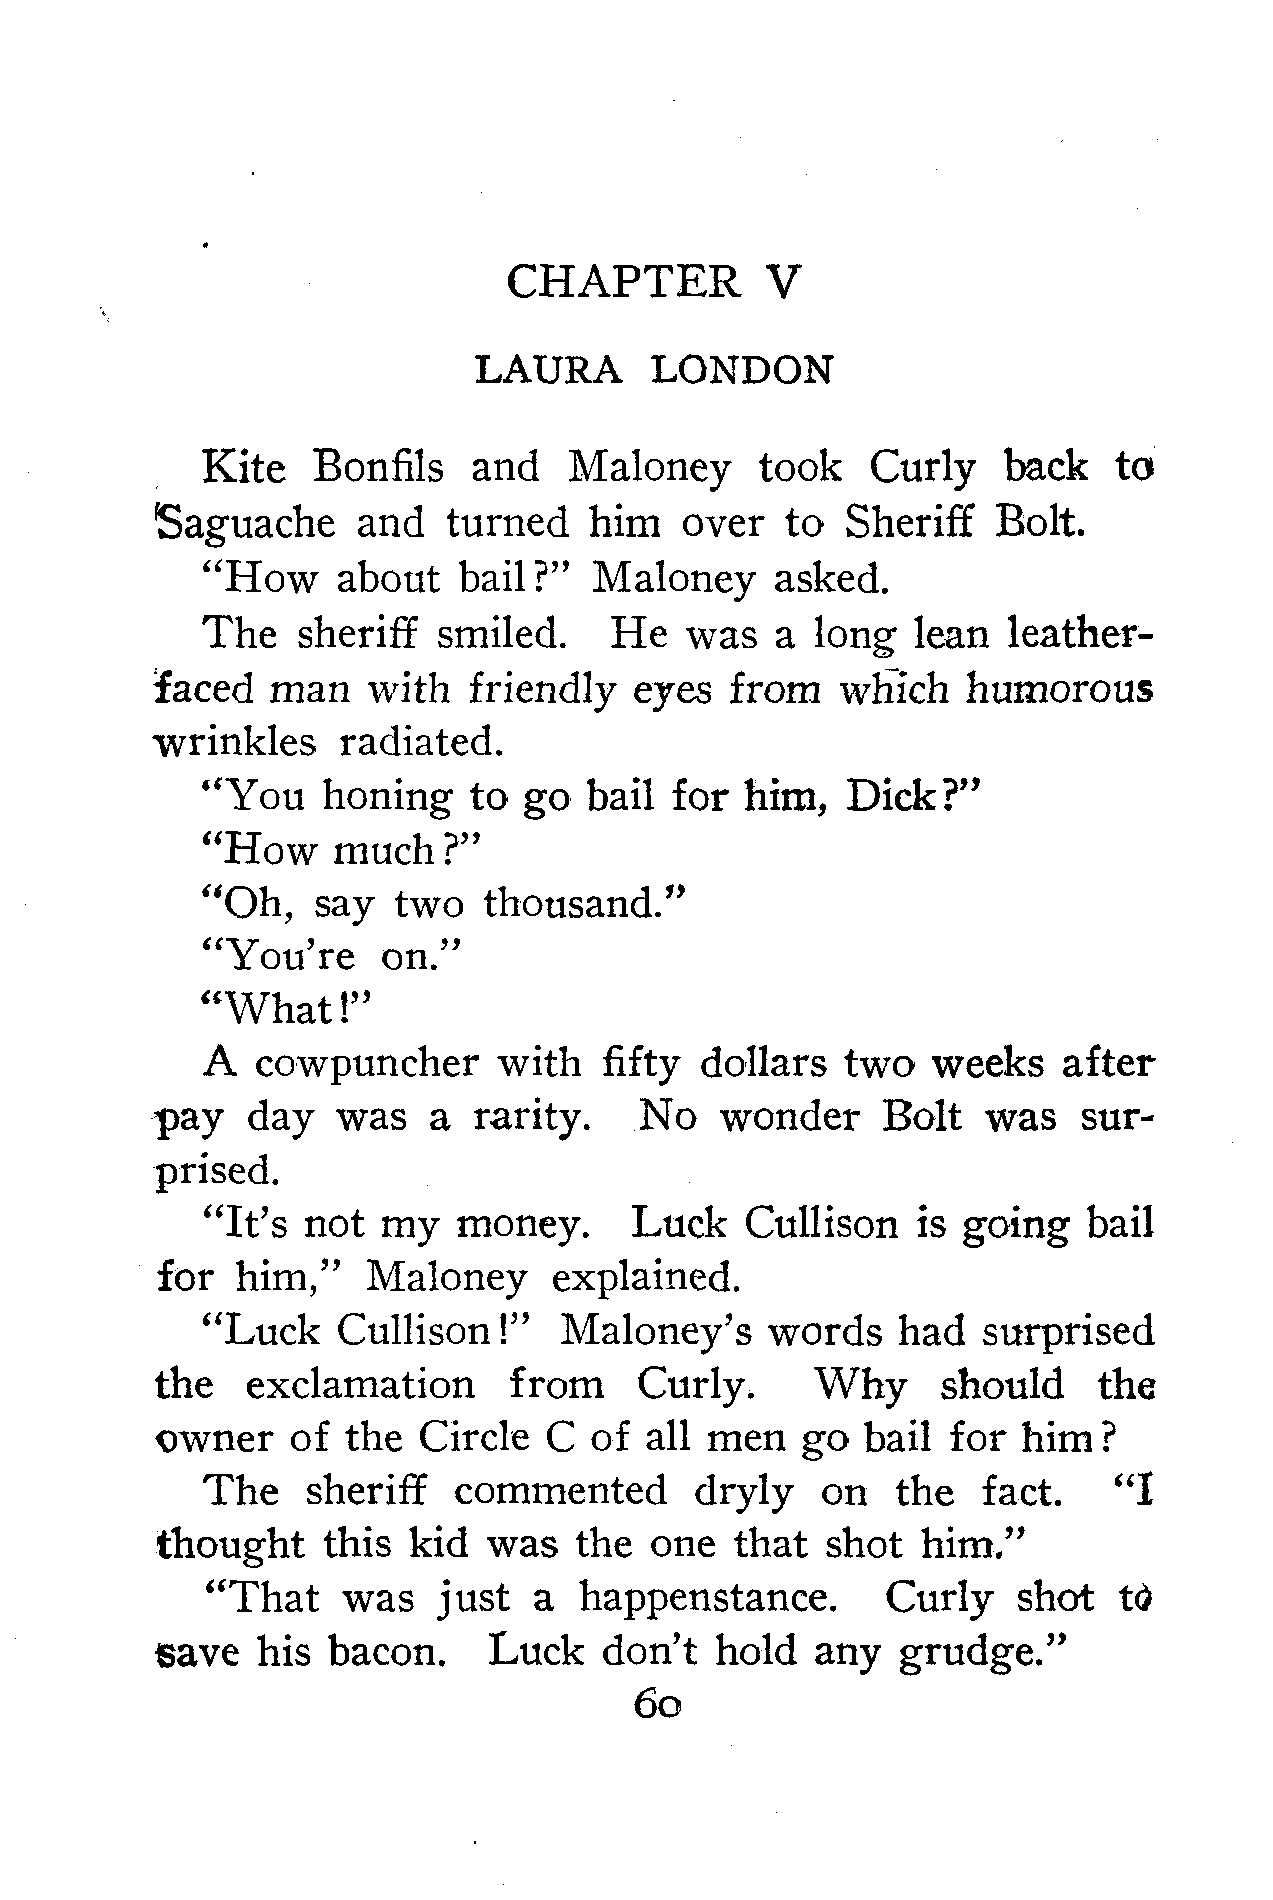 CHAPTER V
LAURA LONDON
Kite Bonfils and Maloney took Curly back to
Saguache and turned him over to Sheriff Bolt.
"How about bail?" Maloney asked.
The sheriff smiled. He was a long lean leather-
faced man with friendly eyes from which humorous
wrinkles radiated.
"You honing to go bail for him, Dick?"
"How much?"
"Oh, say two thousand."
"You're on."
"What!"
A cowpuncher with fifty dollars two weeks after
pay day was a rarity. No wonder Bolt was sur-
prised.
"It's not my money. Luck Cullison is going bail
for him," Maloney explained.
"Luck Cullison!" Maloney's words had surprised
the exclamation from Curly. Why should the
owner of the Circle C of all men go bail for him?
The sheriff commented dryly on the fact. "I
thought this kid was the one that shot him."
"That was just a happenstance. Curly shot to
save his bacon. Luck don't hold any grudge."
60